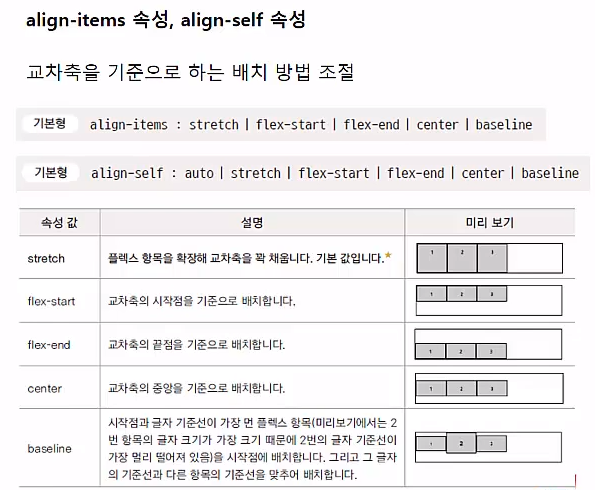 align-items 속성, align-self 속성
교차축을 기준으로 하는 배치 방법 조절
기본형 align-items : stretch | flex-start | flex-end | center | baseline
기본형 align-self : auto | stretch | flex-start | flex-end | center | baseline
속성 값 설명 미리 보기
stretch 플렉스 항목을 확장해 교차축을 꽉 채웁니다. 기본 값입니다.★ 1 2 3
flex-start 교차축의 시작점을 기준으로 배치합니다. 1 2 3
flex-end 교차축의 끝점을 기준으로 배치합니다. 1 2 3
center 교차축의 중앙을 기준으로 배치합니다. 1 2 3
시작점과 글자 기준선이 가장 먼 플렉스 항목(미리보기에서는 2
번 항목의 글자 크기가 가장 크기 때문에 2번의 글자 기준선이
baseline 가장 멀리 떨어져 있음)을 시작점에 배치합니다. 그리고 그 글자 1 2 3
의 기준선과 다른 항목의 기준선을 맞추어 배치합니다.